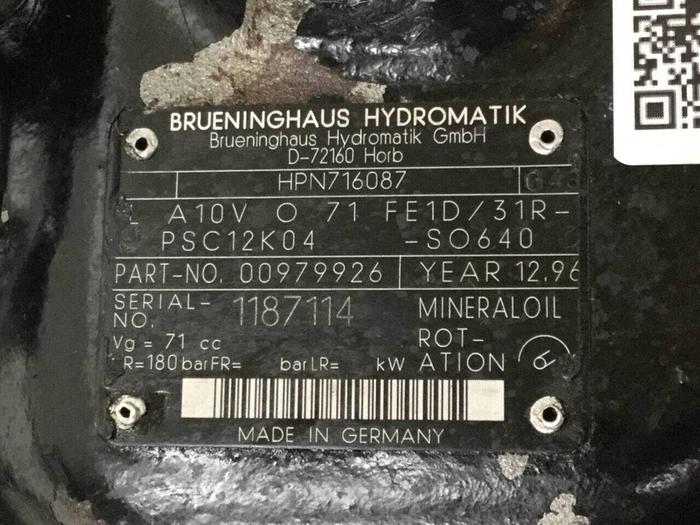 BRUENINGHAUS HYDROMATIK
Brueninghaus Hydromatik GmbH
D-72160 Horb
HPN716087
A10V O 71 FE1D/31R-
PSC12K04 -SO640
PART-NO. 00979926 YEAR 12.96
SERIAL-NO. 1187114 MINERALOIL
Vg = 71 cc ROT-
R=180 bar FR= bar LR= kW ATION
MADE IN GERMANY